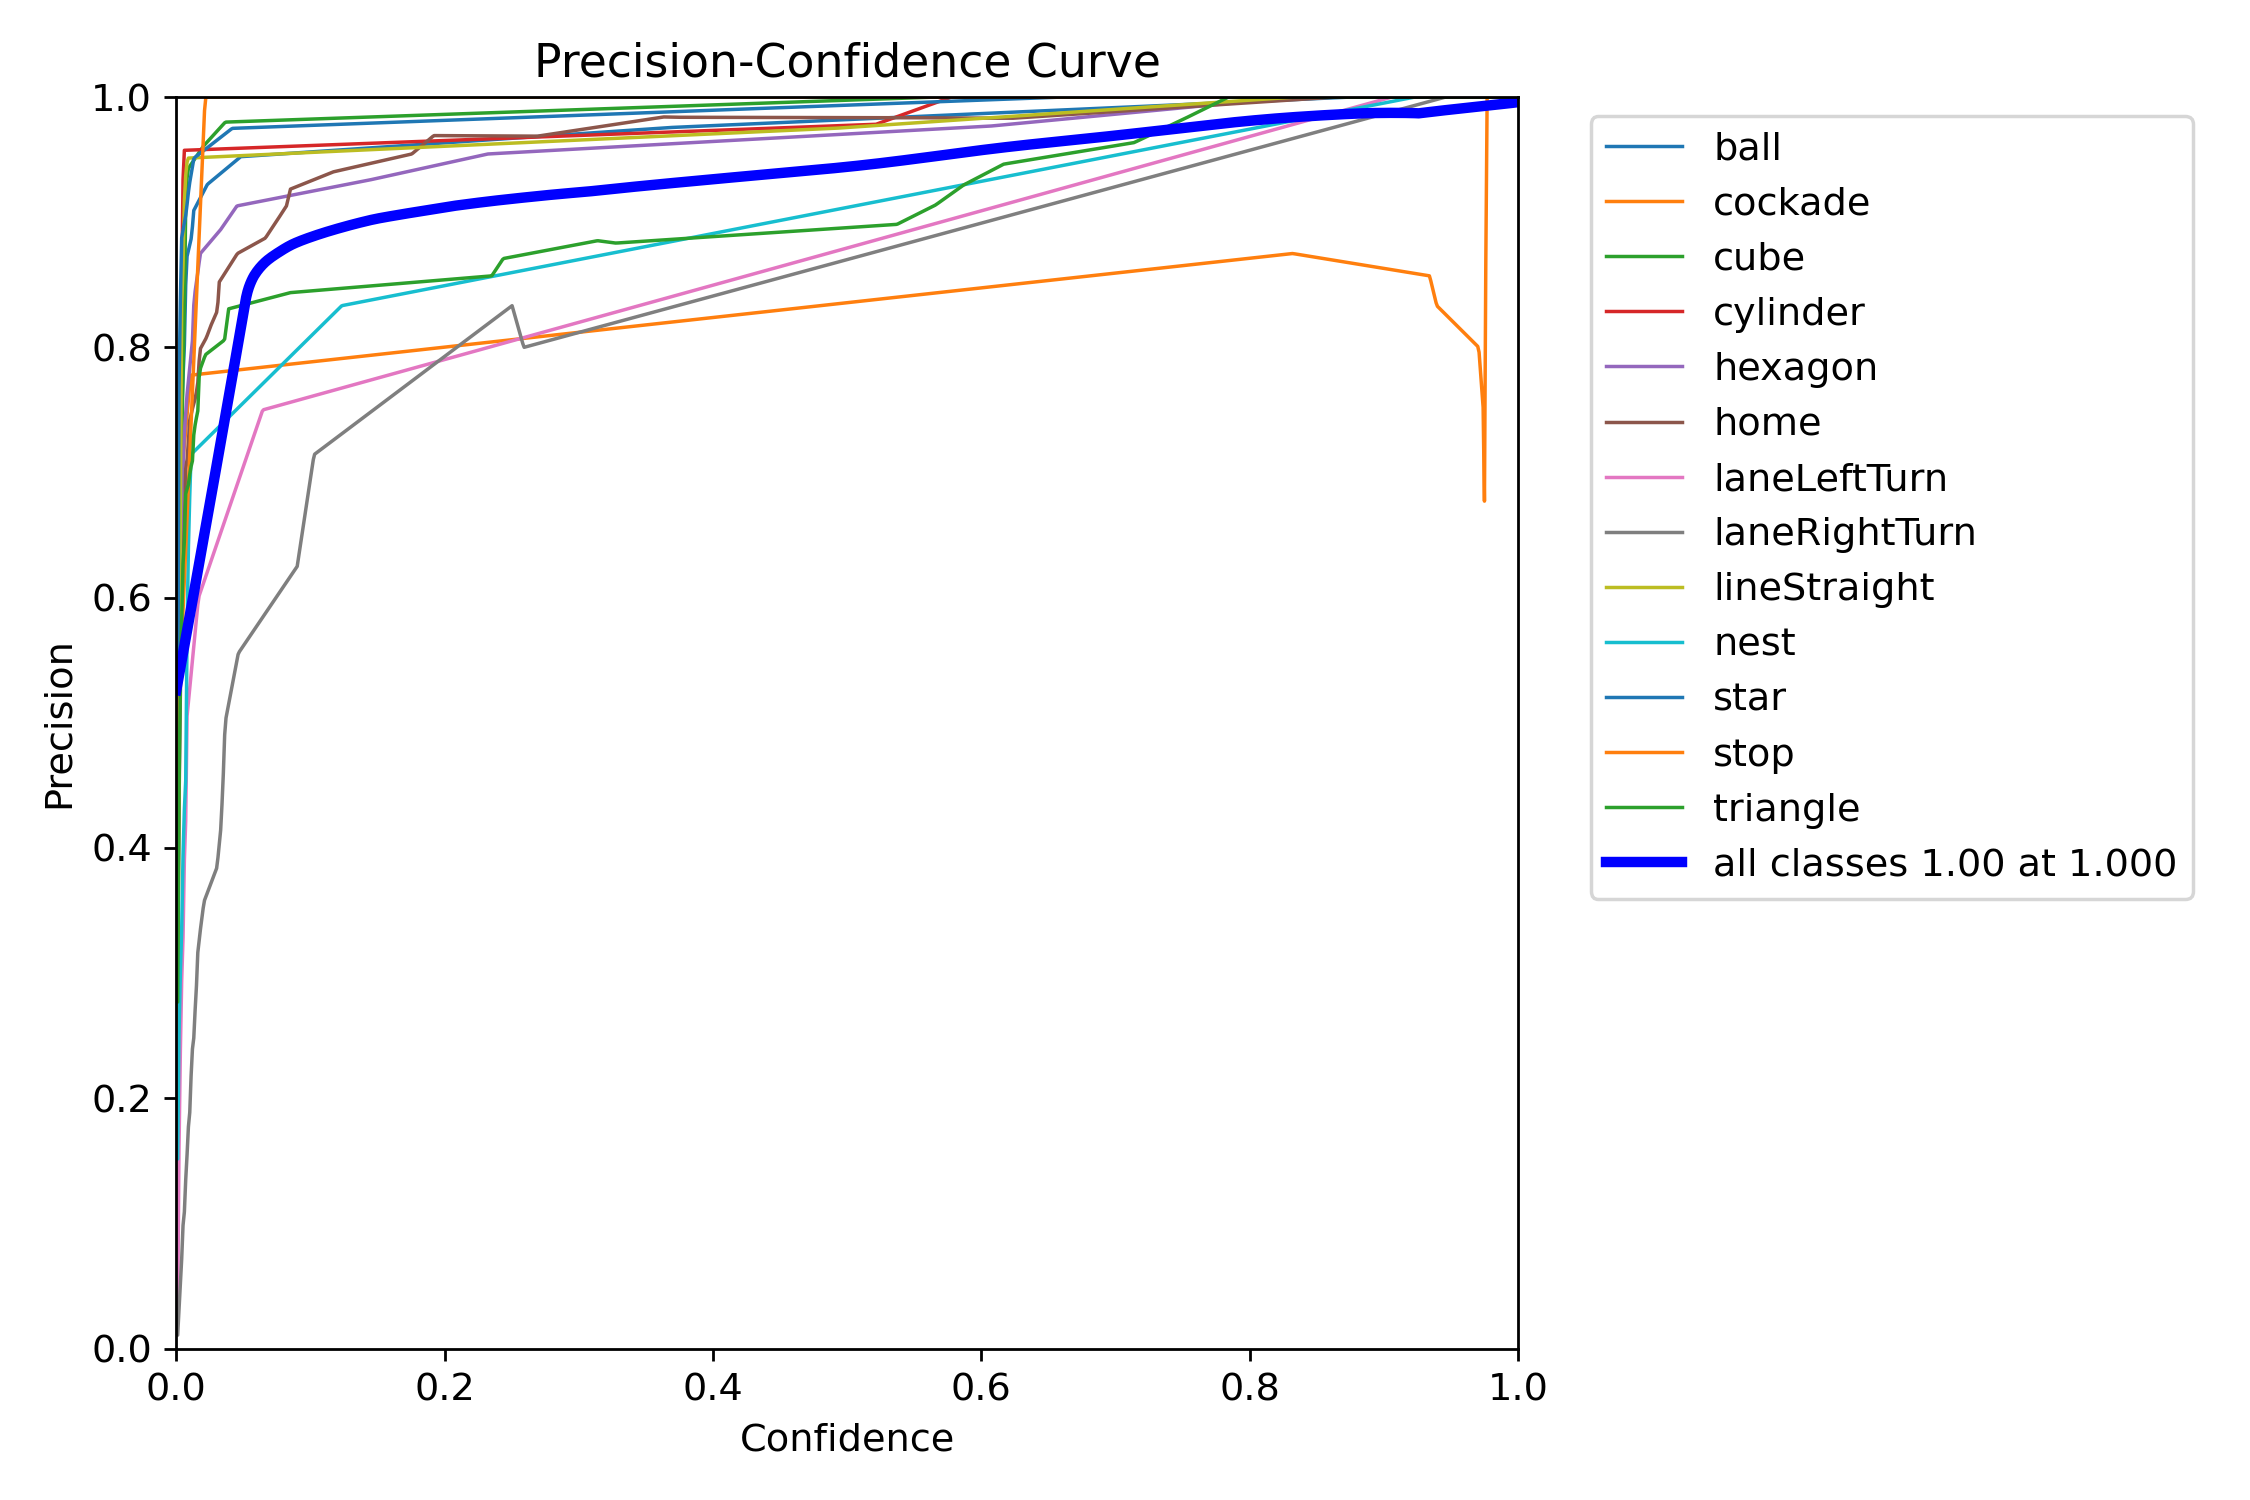 Precision-Confidence Curve
1.0
0.8
0.6
0.4
0.2
0.0
Precision
0.0 0.2 0.4 0.6 0.8 1.0
Confidence
ball
cockade
cube
cylinder
hexagon
home
laneLeftTurn
laneRightTurn
lineStraight
nest
star
stop
triangle
all classes 1.00 at 1.000